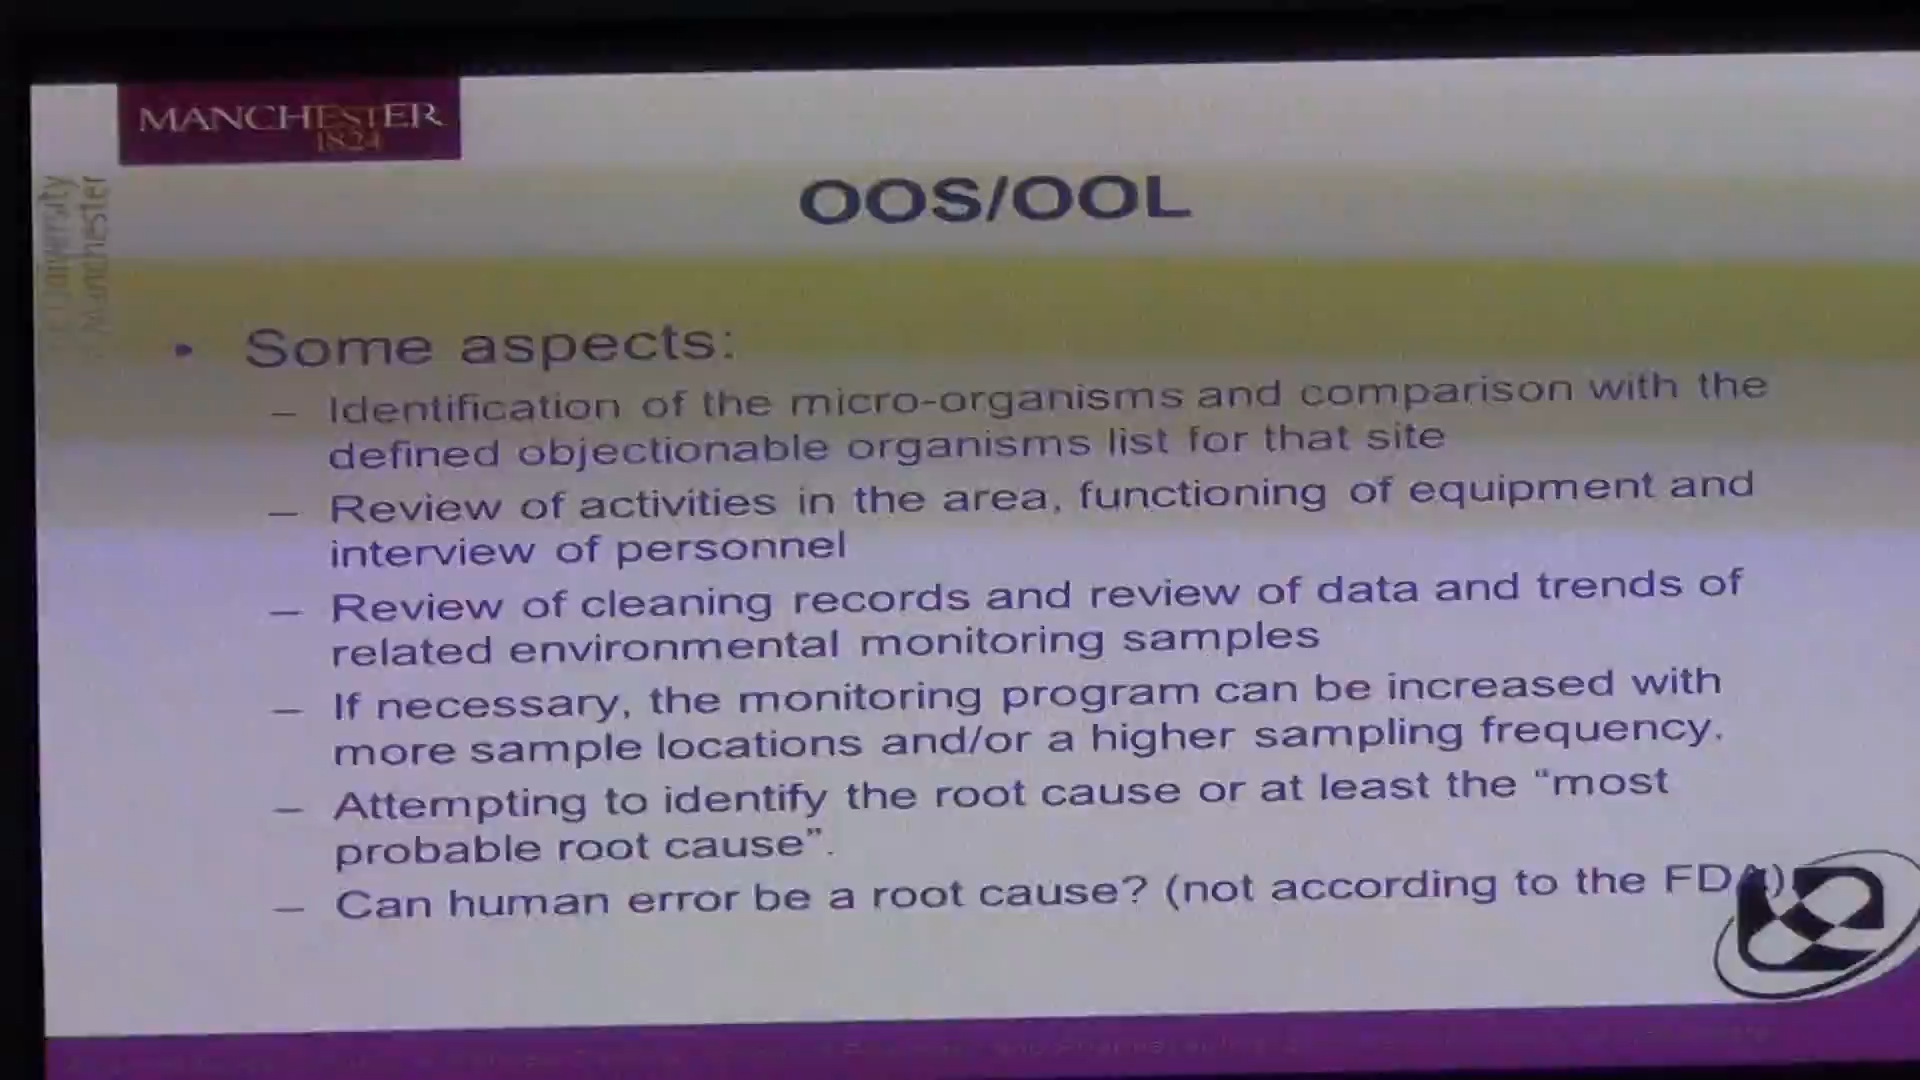 MANCHESTER
1824
University
Manchester
OOS/OOL
• Some aspects:
– Identification of the micro-organisms and comparison with the
defined objectionable organisms list for that site
– Review of activities in the area, functioning of equipment and
interview of personnel
– Review of cleaning records and review of data and trends of
related environmental monitoring samples
– If necessary, the monitoring program can be increased with
more sample locations and/or a higher sampling frequency.
– Attempting to identify the root cause or at least the “most
probable root cause”.
– Can human error be a root cause? (not according to the FDA)